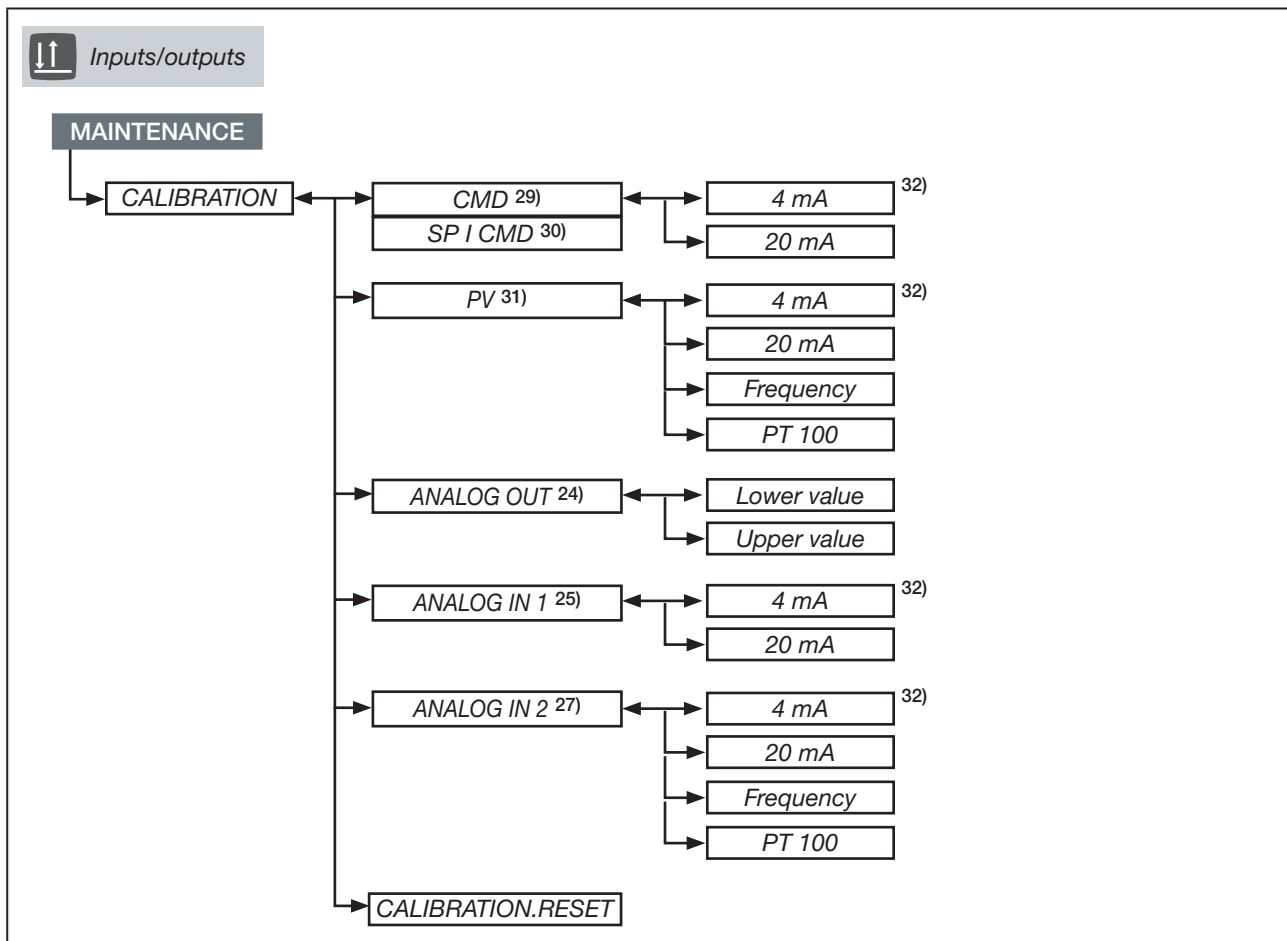 Inputs/outputs
MAINTENANCE
CALIBRATION
CMD 29)
4 mA 32)
SP I CMD 30)
20 mA
PV 31)
4 mA 32)
20 mA
Frequency
PT 100
ANALOG OUT 24)
Lower value
Upper value
ANALOG IN 1 25)
4 mA 32)
20 mA
ANALOG IN 2 27)
4 mA 32)
20 mA
Frequency
PT 100
CALIBRATION.RESET